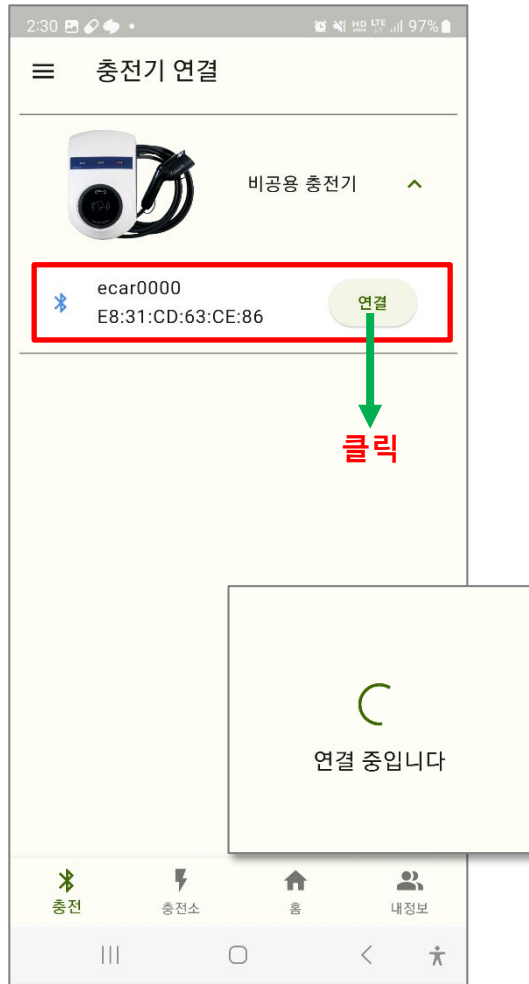 2:30
HD LTE 97%
충전기 연결
비공용 충전기
ecar0000
E8:31:CD:63:CE:86
연결
클릭
연결 중입니다
충전
충전소
홈
내정보